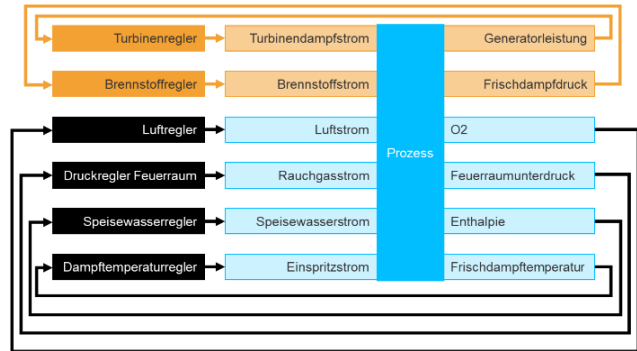 Turbinenregler Turbinendampfstrom Generatorleistung
Brennstoffregler Brennstoffstrom Frischdampfdruck
Luftregler Luftstrom O2
Prozess
Druckregler Feuerraum Rauchgasstrom Feuerraumunterdruck
Speisewasserregler Speisewasserstrom Enthalpie
Dampftemperaturregler Einspritzstrom Frischdampftemperatur